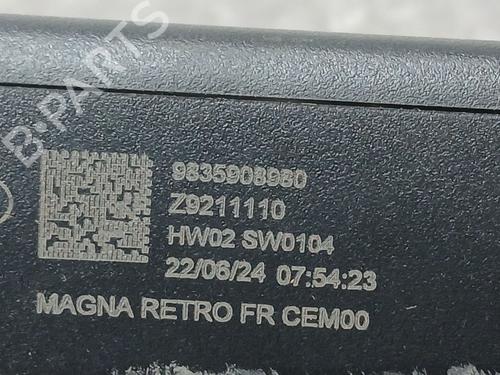 B-PARTS
9835908980
Z9211110
HW02 SW0104
22/06/24 07:54:23
MAGNA RETRO FR CEM00